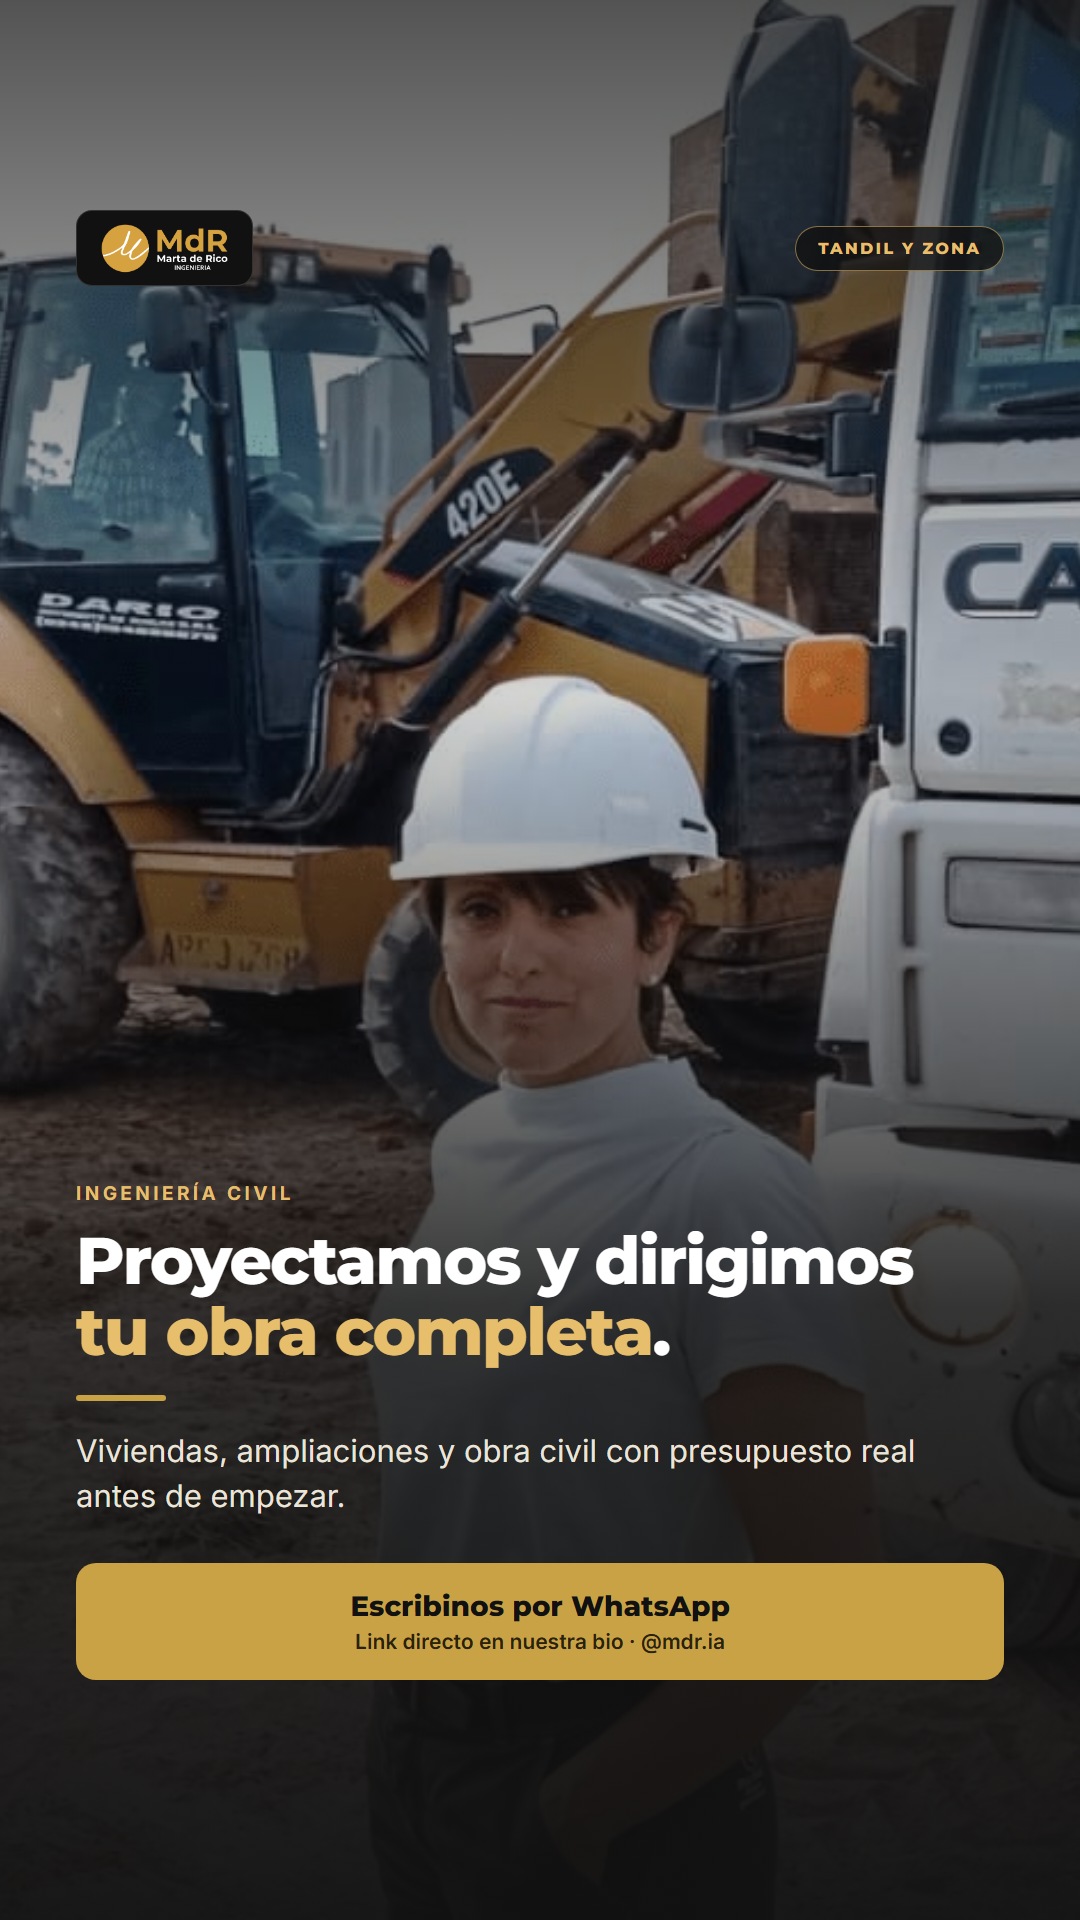 MdR
Marta de Rico
INGENIERIA
TANDIL Y ZONA
420E
DARIO
CA
INGENIERÍA CIVIL
Proyectamos y dirigimos
tu obra completa.
Viviendas, ampliaciones y obra civil con presupuesto real
antes de empezar.
Escribinos por WhatsApp
Link directo en nuestra bio · @mdr.ia